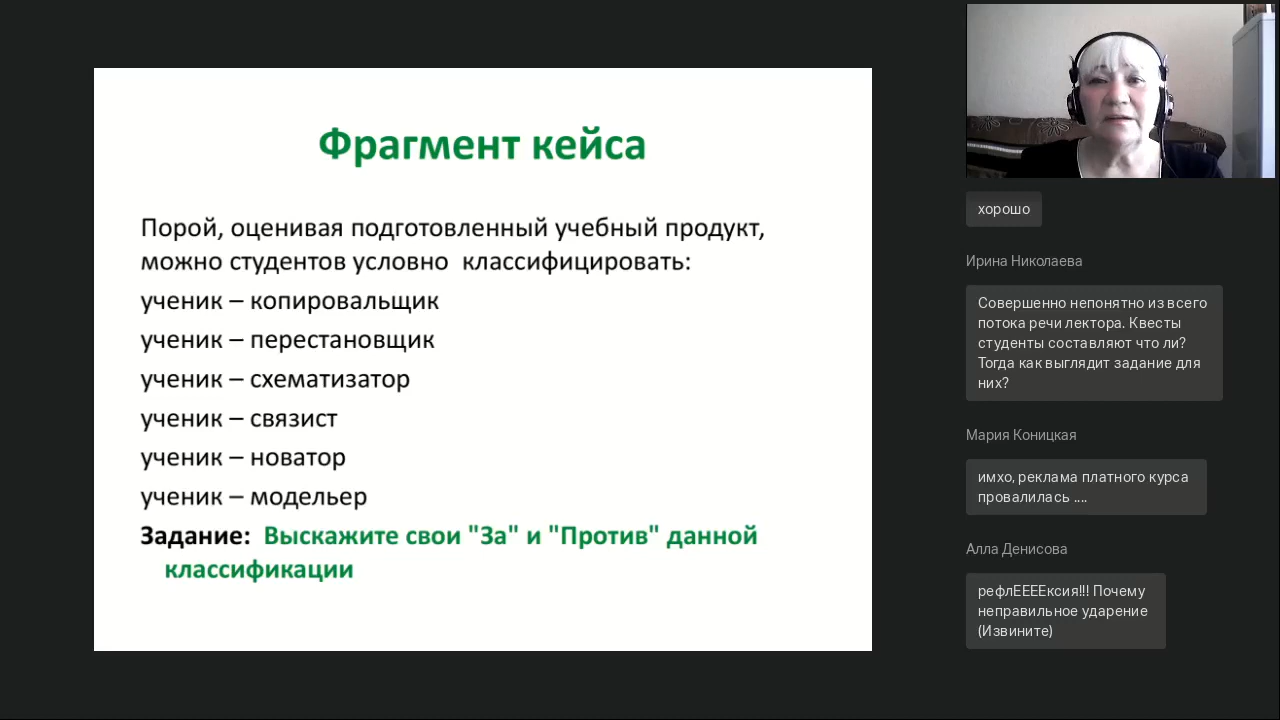 Фрагмент кейса
Порой, оценивая подготовленный учебный продукт,
можно студентов условно  классифицировать:
ученик – копировальщик
ученик – перестановщик
ученик – схематизатор
ученик – связист
ученик – новатор
ученик – модельер
Задание:  Выскажите свои "За" и "Против" данной
классификации
хорошо
Ирина Николаева
Совершенно непонятно из всего
потока речи лектора. Квесты
студенты составляют что ли?
Тогда как выглядит задание для
них?
Мария Коницкая
имхо, реклама платного курса
провалилась ....
Алла Денисова
рефлЕЕЕЕксия!!! Почему
неправильное ударение
(Извините)